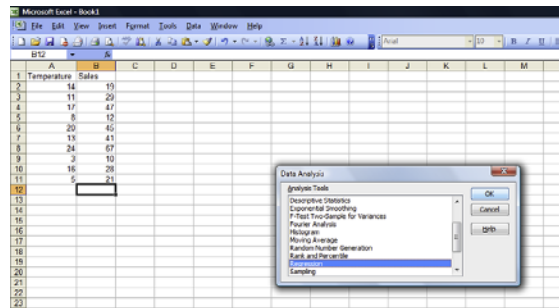 Microsoft Excel - Book1
File Edit View Insert Format Tools Data Window Help
Arial 10 B I U
B12 fx
A B C D E F G H I J K L M
1 Temperature Sales
2 14 19
3 11 29
4 17 47
5 8 12
6 20 45
7 13 41
8 24 67
9 3 10
10 16 28
11 5 21
12
13
14
15
16
17
18
19
20
21
22
23
Data Analysis
Analysis Tools
Descriptive Statistics
Exponential Smoothing
F-Test Two-Sample for Variances
Fourier Analysis
Histogram
Moving Average
Random Number Generation
Rank and Percentile
Regression
Sampling
OK
Cancel
Help